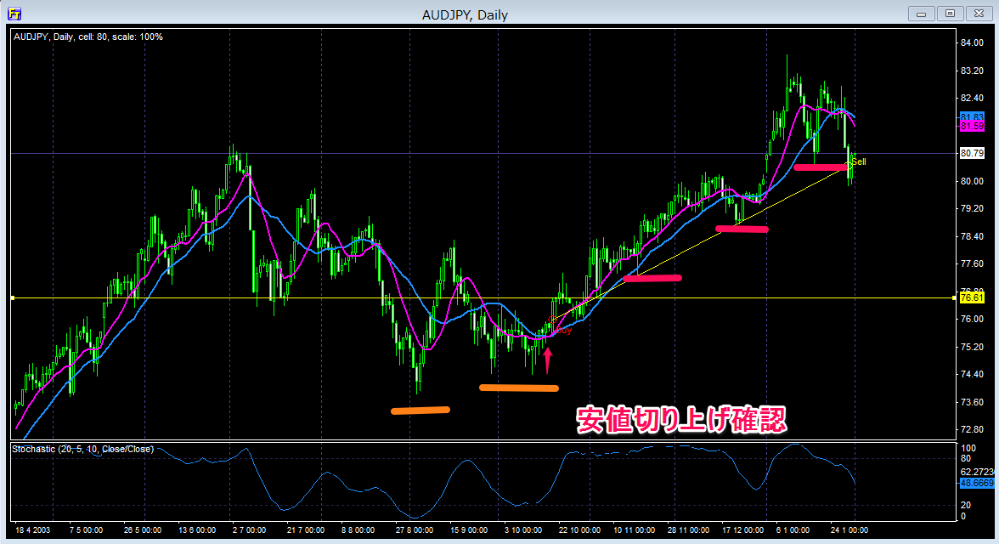 FT
AUDJPY, Daily
AUDJPY, Daily, cell: 80, scale: 100%
84.00
83.20
82.40
81.83
81.59
80.79
80.00
79.20
78.40
77.60
76.80
76.61
76.00
75.20
74.40
73.60
72.80
Sell
Buy
安値切り上げ確認
Stochastic (20, 5, 10, Close/Close)
100
80
62.2723
48.6669
20
0
18 4 2003 7 5 00:00 26 5 00:00 13 6 00:00 2 7 00:00 21 7 00:00 8 8 00:00 27 8 00:00 15 9 00:00 3 10 00:00 22 10 00:00 10 11 00:00 28 11 00:00 17 12 00:00 6 1 00:00 24 1 00:00